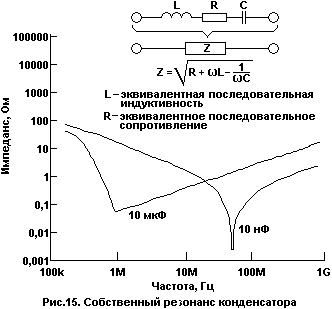 L R C
Z
Z = √(R + ωL – 1/ωC)
L – эквивалентная последовательная
индуктивность
R – эквивалентное последовательное
сопротивление
Импеданс, Ом
100000
10000
1000
100
10
1
0,1
0,01
0,001
10 мкФ
10 нФ
100k 1M 10M 100M 1G
Частота, Гц
Рис.15. Собственный резонанс конденсатора